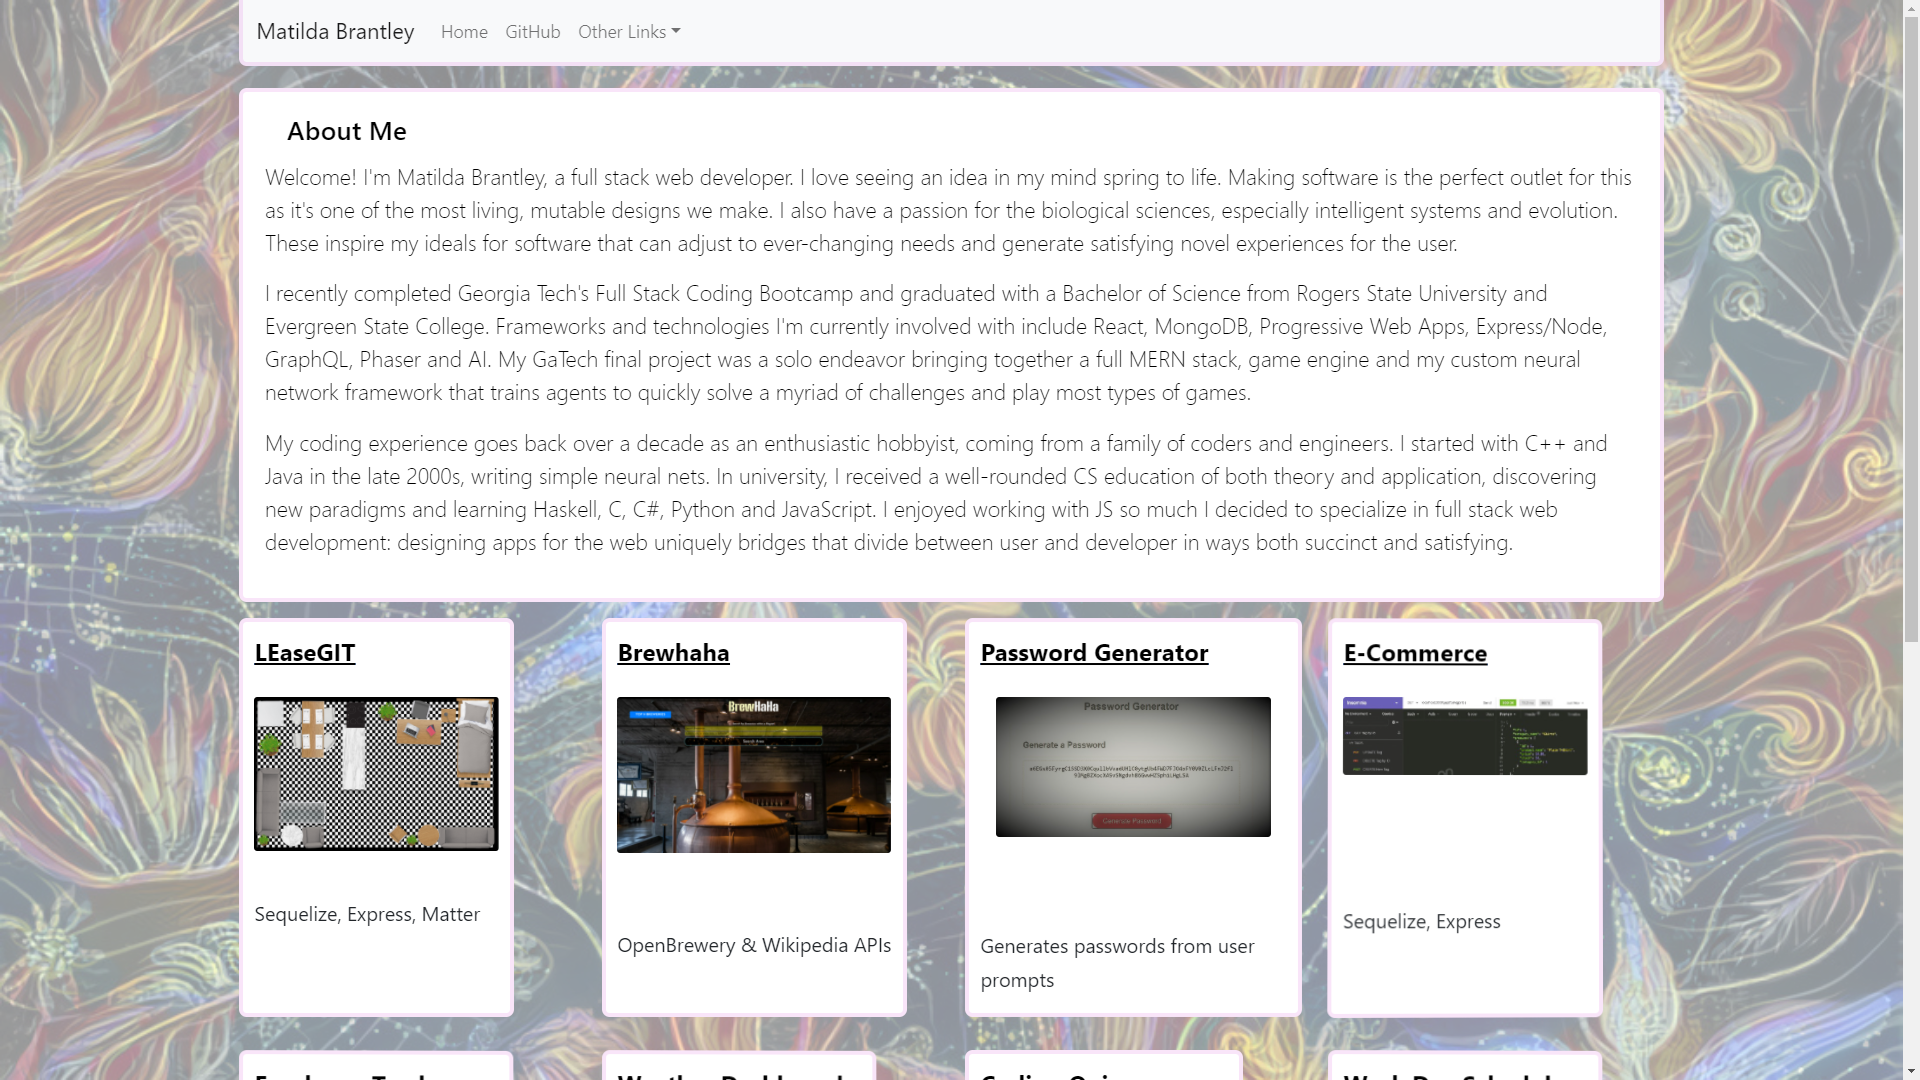 Matilda Brantley Home GitHub Other Links
About Me
Welcome! I'm Matilda Brantley, a full stack web developer. I love seeing an idea in my mind spring to life. Making software is the perfect outlet for this
as it's one of the most living, mutable designs we make. I also have a passion for the biological sciences, especially intelligent systems and evolution.
These inspire my ideals for software that can adjust to ever-changing needs and generate satisfying novel experiences for the user.
I recently completed Georgia Tech's Full Stack Coding Bootcamp and graduated with a Bachelor of Science from Rogers State University and
Evergreen State College. Frameworks and technologies I'm currently involved with include React, MongoDB, Progressive Web Apps, Express/Node,
GraphQL, Phaser and AI. My GaTech final project was a solo endeavor bringing together a full MERN stack, game engine and my custom neural
network framework that trains agents to quickly solve a myriad of challenges and play most types of games.
My coding experience goes back over a decade as an enthusiastic hobbyist, coming from a family of coders and engineers. I started with C++ and
Java in the late 2000s, writing simple neural nets. In university, I received a well-rounded CS education of both theory and application, discovering
new paradigms and learning Haskell, C, C#, Python and JavaScript. I enjoyed working with JS so much I decided to specialize in full stack web
development: designing apps for the web uniquely bridges that divide between user and developer in ways both succinct and satisfying.
LEaseGIT
Sequelize, Express, Matter
Brewhaha
BrewHaHa
OpenBrewery & Wikipedia APIs
Password Generator
Password Generator
Generate a Password
Generate Password
Generates passwords from user
prompts
E-Commerce
Sequelize, Express